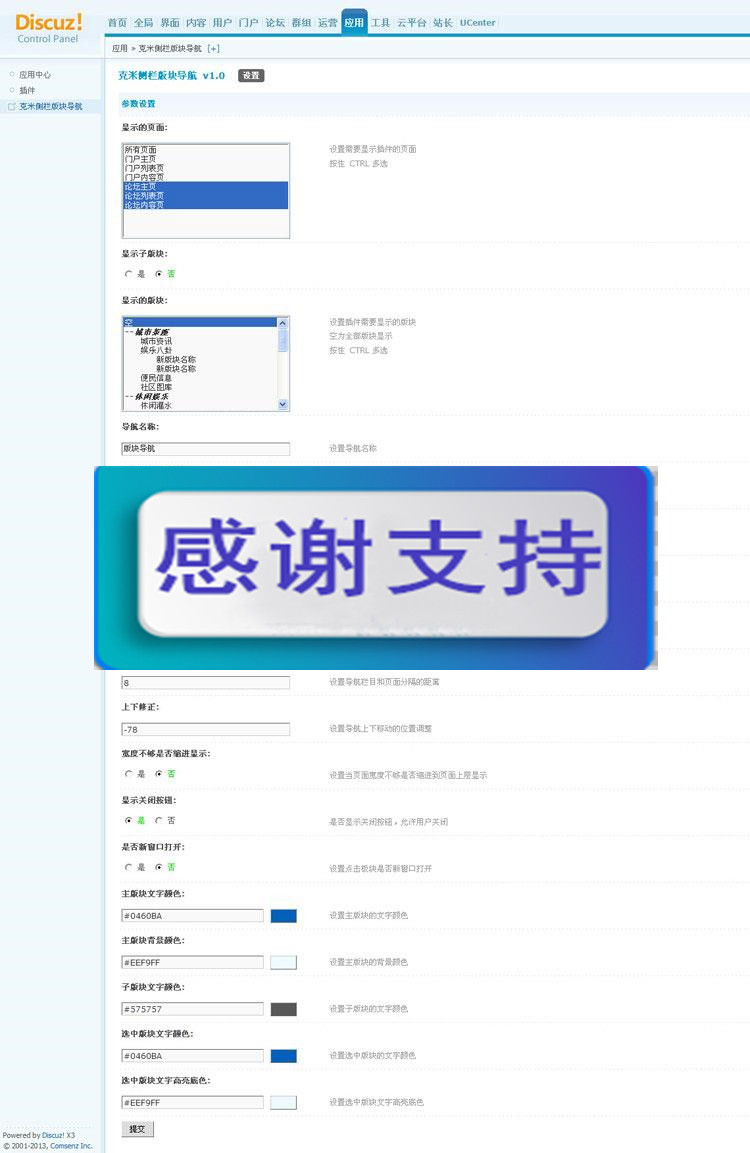 Discuz!
Control Panel
首页 全局 界面 内容 用户 门户 论坛 群组 运营 应用 工具 云平台 站长 UCenter
应用 » 克米侧栏版块导航 [+]
应用中心
插件
克米侧栏版块导航
克米侧栏版块导航 v1.0 设置
参数设置
显示的页面:
所有页面
门户主页
门户列表页
门户内容页
论坛主页
论坛列表页
论坛内容页
设置需要显示插件的页面
按住 CTRL 多选
显示子版块:
是 否
显示的版块:
空
--城市茶座
城市资讯
娱乐八卦
新版块名称
新版块名称
便民信息
社区图库
--休闲娱乐
休闲灌水
设置插件需要显示的版块
空为全部版块显示
按住 CTRL 多选
导航名称:
版块导航 设置导航名称
感谢支持
8 设置导航栏目和页面分隔的距离
上下修正:
-78 设置导航上下移动的位置调整
宽度不够是否缩进显示:
是 否 设置当页面宽度不够是否缩进到页面上层显示
显示关闭按钮:
是 否 是否显示关闭按钮，允许用户关闭
是否新窗口打开:
是 否 设置点击板块是否新窗口打开
主版块文字颜色:
#0460BA 设置主版块的文字颜色
主版块背景颜色:
#EEF9FF 设置主版块的背景颜色
子版块文字颜色:
#575757 设置子版块的文字颜色
选中版块文字颜色:
#0460BA 设置选中版块的文字颜色
选中版块文字高亮底色:
#EEF9FF 设置选中版块文字高亮底色
提交
Powered by Discuz! X3
© 2001-2013, Comsenz Inc.